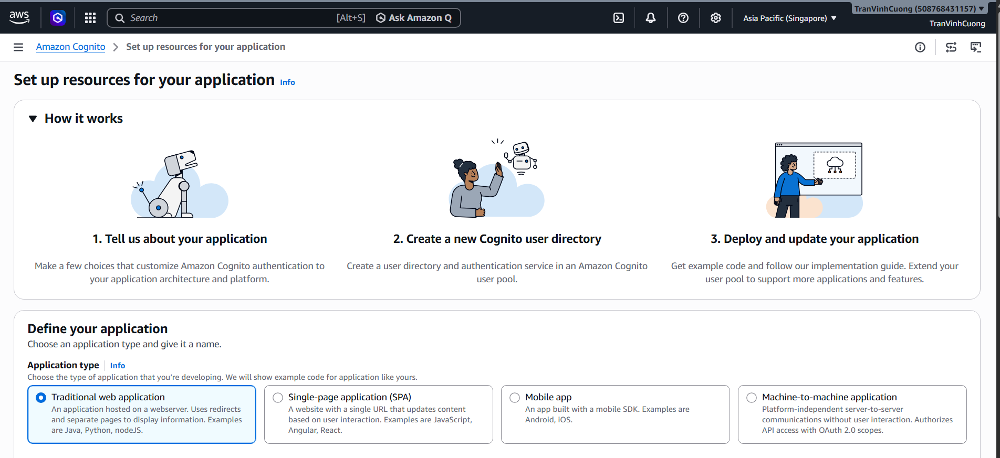 aws
Search [Alt+S] Ask Amazon Q
Asia Pacific (Singapore)
TranVinhCuong (508768431157)
TranVinhCuong
Amazon Cognito
Set up resources for your application
Set up resources for your application Info
How it works
1. Tell us about your application
Make a few choices that customize Amazon Cognito authentication to
your application architecture and platform.
2. Create a new Cognito user directory
Create a user directory and authentication service in an Amazon Cognito
user pool.
3. Deploy and update your application
Get example code and follow our implementation guide. Extend your
user pool to support more applications and features.
Define your application
Choose an application type and give it a name.
Application type Info
Choose the type of application that you’re developing. We will show example code for application like yours.
Traditional web application
An application hosted on a webserver. Uses redirects
and separate pages to display information. Examples
are Java, Python, nodeJS.
Single-page application (SPA)
A website with a single URL that updates content
based on user interaction. Examples are JavaScript,
Angular, React.
Mobile app
An app built with a mobile SDK. Examples are
Android, iOS.
Machine-to-machine application
Platform-independent server-to-server
communications without user interaction. Authorizes
API access with OAuth 2.0 scopes.